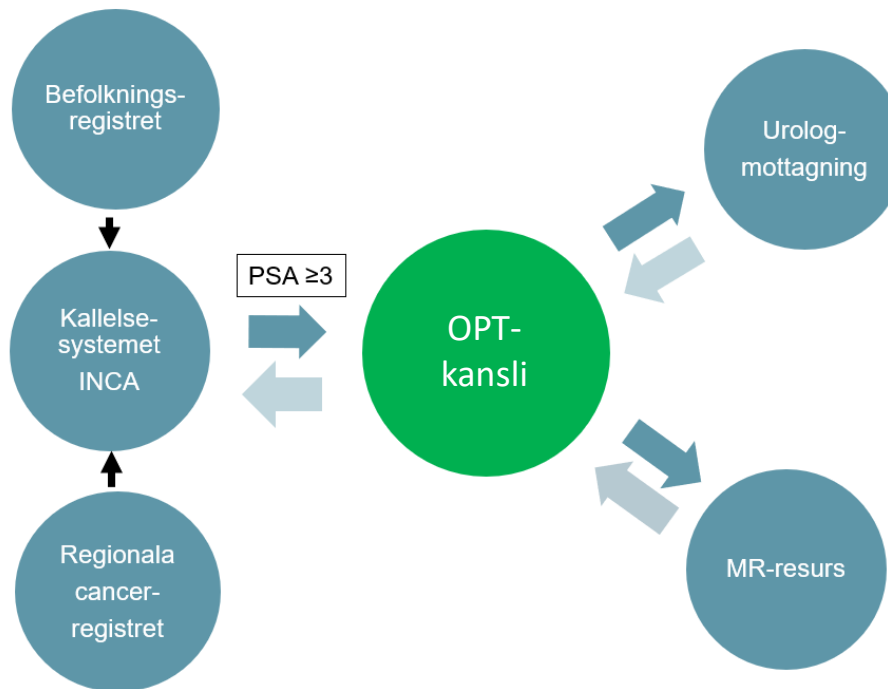 Befolknings-
registret
Kallelse-
systemet
INCA
Regionala
cancer-
registret
PSA ≥3
OPT-
kansli
Urolog-
mottagning
MR-resurs